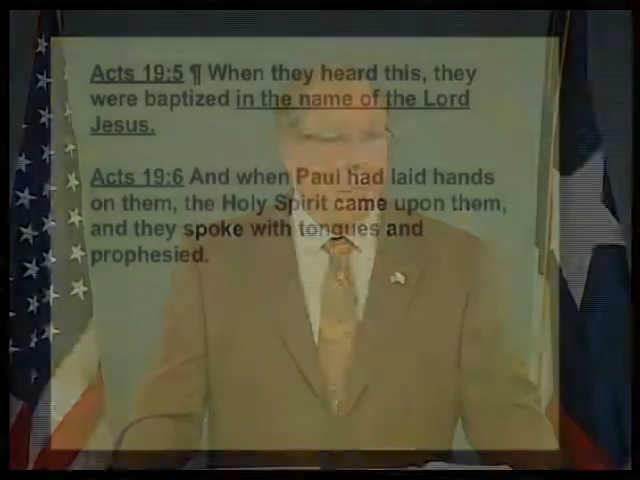 Acts 19:5 ¶ When they heard this, they
were baptized in the name of the Lord
Jesus.
Acts 19:6 And when Paul had laid hands
on them, the Holy Spirit came upon them,
and they spoke with tongues and
prophesied.